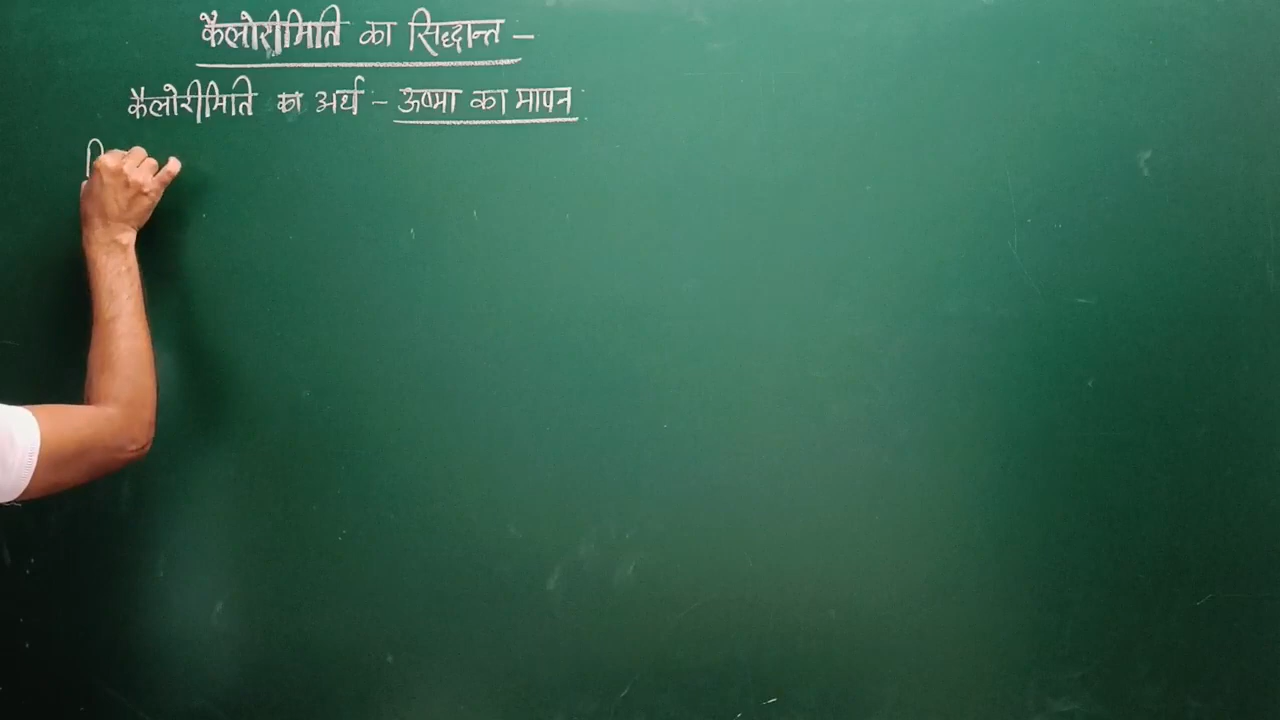 कैलोरीमिति का सिद्धान्त –
कैलोरीमिति का अर्थ – ऊष्मा का मापन